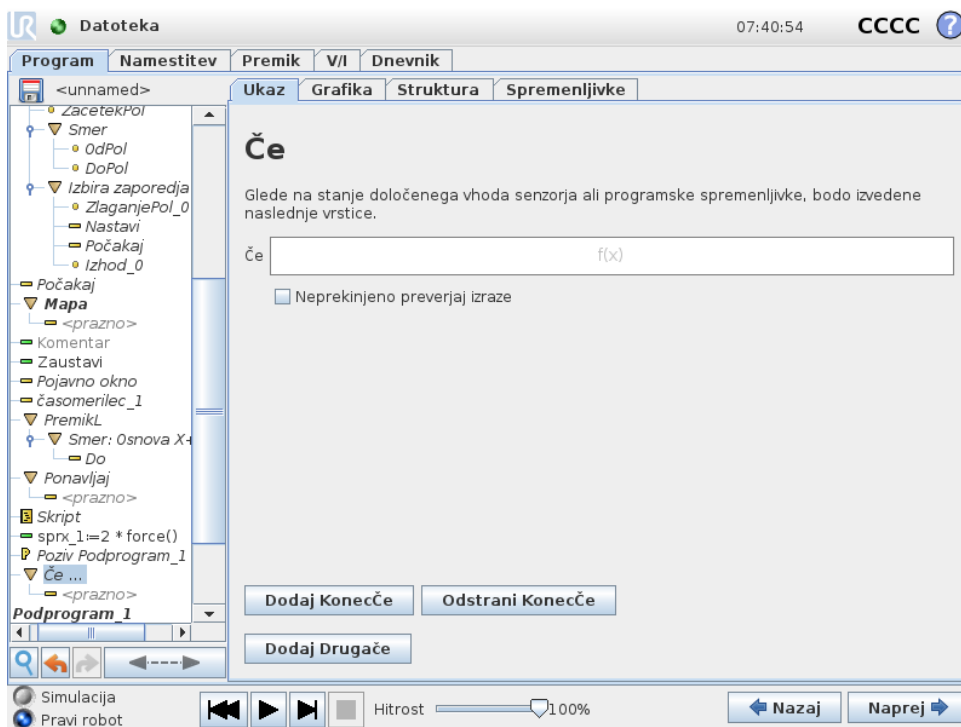 UR Datoteka 07:40:54 CCCC ?
Program Namestitev Premik V/I Dnevnik
<unnamed>
Ukaz Grafika Struktura Spremenljivke
ZačetekPol
Smer
OdPol
DoPol
Izbira zaporedja
ZlaganjePol_0
Nastavi
Počakaj
Izhod_0
Počakaj
Mapa
<prazno>
Komentar
Zaustavi
Pojavno okno
časomerilec_1
PremikL
Smer: Osnova X+
Do
Ponavljaj
<prazno>
Skript
sprx_1≔2 * force()
P Poziv Podprogram_1
Če ...
<prazno>
Podprogram_1
Če
Glede na stanje določenega vhoda senzorja ali programske spremenljivke, bodo izvedene
naslednje vrstice.
Če f(x)
Neprekinjeno preverjaj izraze
Dodaj KonecČe Odstrani KonecČe
Dodaj Drugače
Simulacija
Pravi robot
Hitrost 100%
Nazaj Naprej